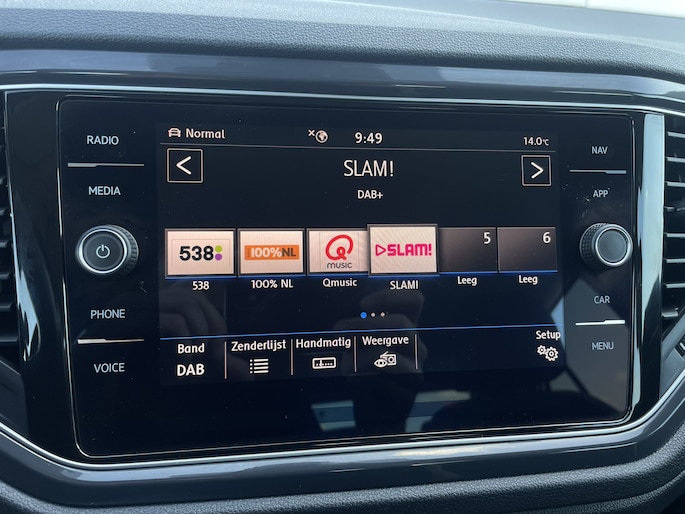 RADIO
MEDIA
PHONE
VOICE
Normal
9:49
14.0°C
<
SLAM!
>
DAB+
538
100%NL
Q
MUSIC
SLAM!
5
6
538
100% NL
Qmusic
SLAM!
Leeg
Leeg
Band
DAB
Zenderlijst
Handmatig
Weergave
Setup
NAV
APP
CAR
MENU